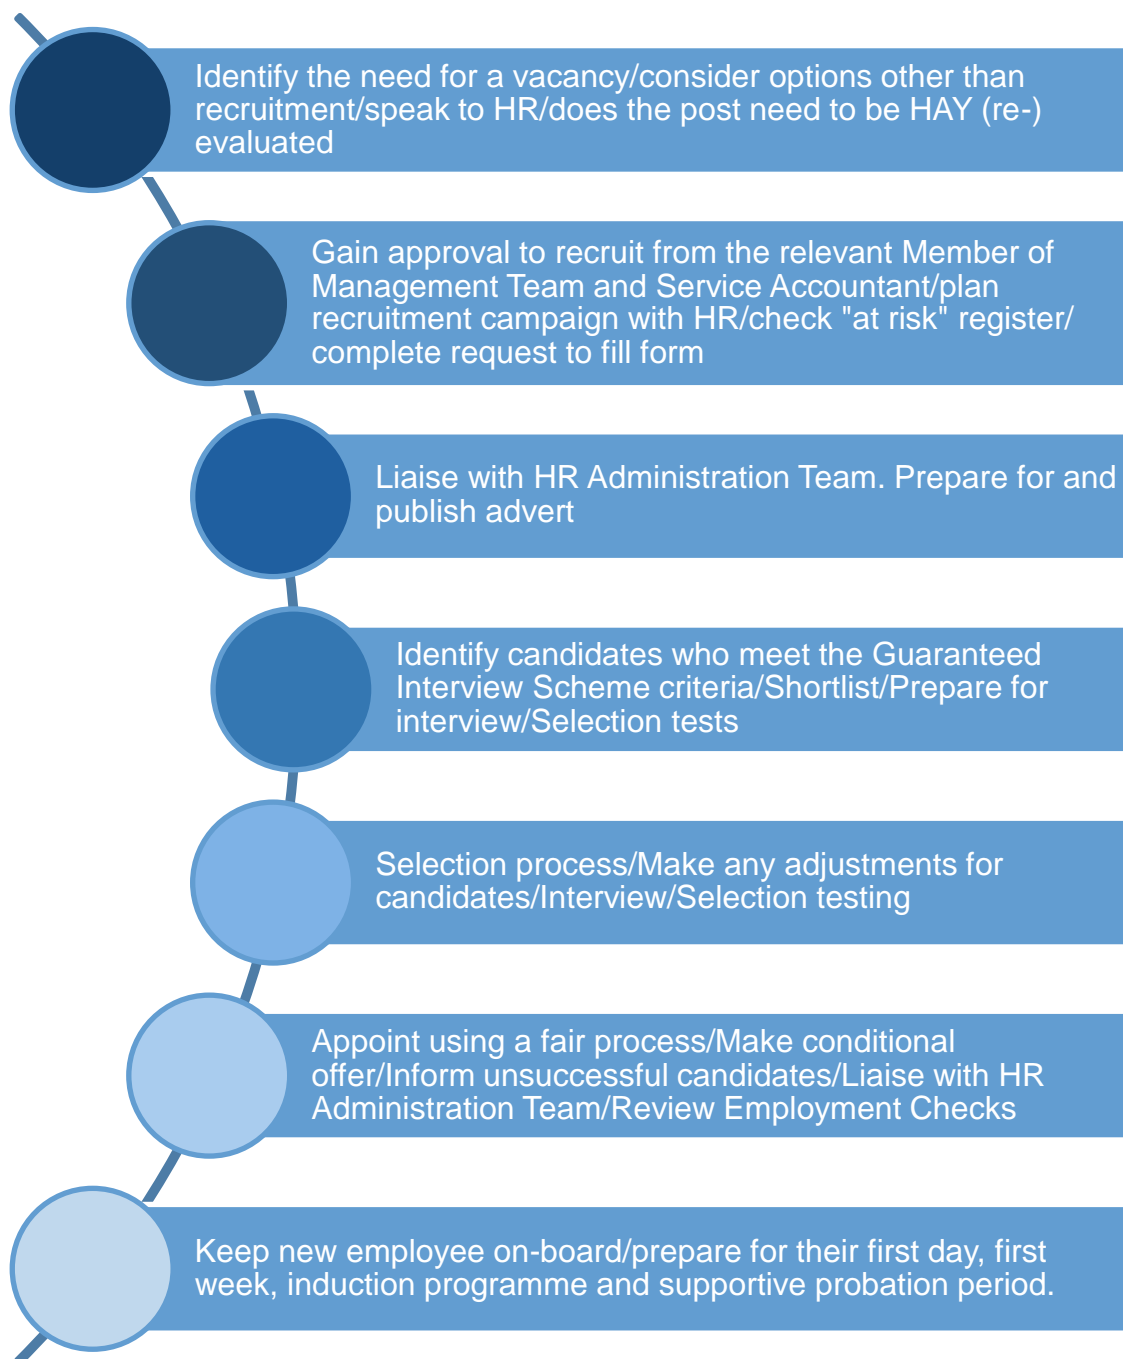 Identify the need for a vacancy/consider options other than
recruitment/speak to HR/does the post need to be HAY (re-)
evaluated
Gain approval to recruit from the relevant Member of
Management Team and Service Accountant/plan
recruitment campaign with HR/check "at risk" register/
complete request to fill form
Liaise with HR Administration Team. Prepare for and
publish advert
Identify candidates who meet the Guaranteed
Interview Scheme criteria/Shortlist/Prepare for
interview/Selection tests
Selection process/Make any adjustments for
candidates/Interview/Selection testing
Appoint using a fair process/Make conditional
offer/Inform unsuccessful candidates/Liaise with HR
Administration Team/Review Employment Checks
Keep new employee on-board/prepare for their first day, first
week, induction programme and supportive probation period.